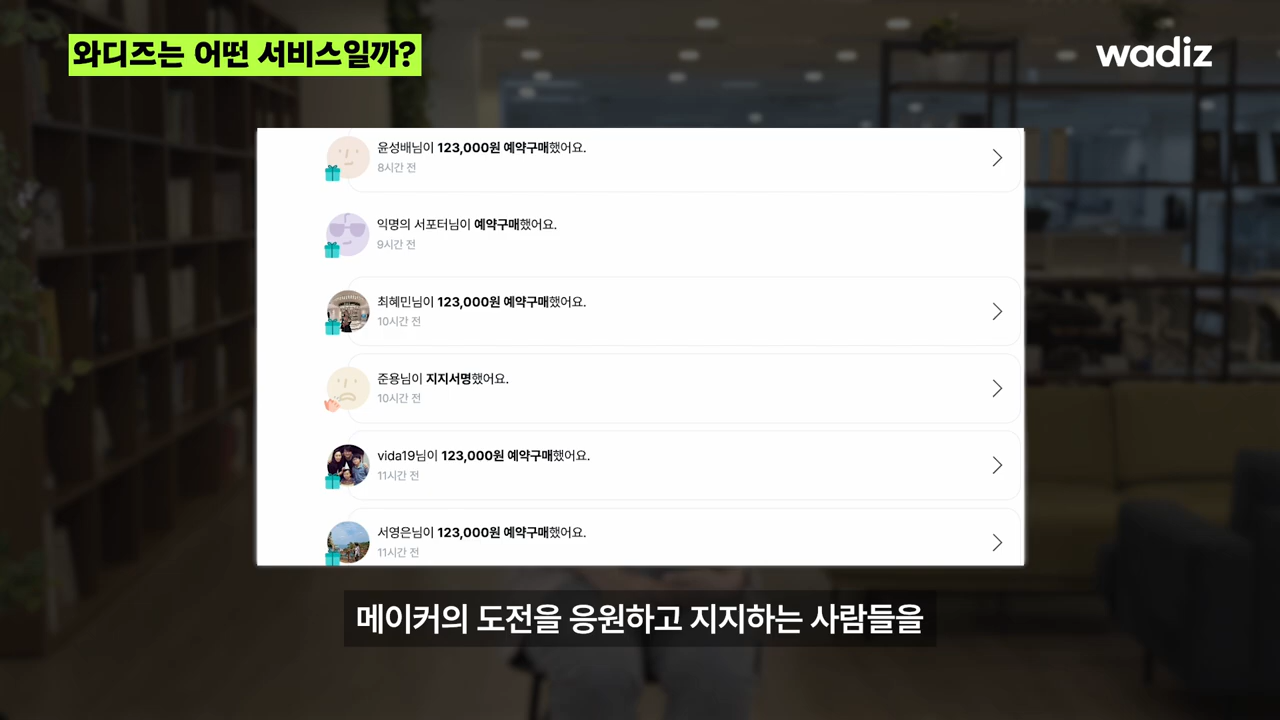 와디즈는 어떤 서비스일까?
wadiz
윤성배님이 123,000원 예약구매했어요.
8시간 전
익명의 서포터님이 예약구매했어요.
9시간 전
최혜민님이 123,000원 예약구매했어요.
10시간 전
준용님이 지지서명했어요.
10시간 전
vida19님이 123,000원 예약구매했어요.
11시간 전
서영은님이 123,000원 예약구매했어요.
11시간 전
메이커의 도전을 응원하고 지지하는 사람들을